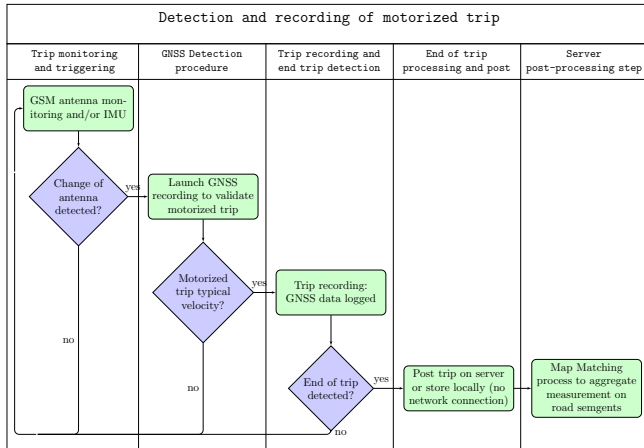 Detection and recording of motorized trip
Trip monitoring
and triggering
GNSS Detection
procedure
Trip recording and
end trip detection
End of trip
processing and post
Server
post-processing step
GSM antenna mon-
itoring and/or IMU
Change of
antenna
detected?
yes
no
Launch GNSS
recording to validate
motorized trip
Motorized
trip typical
velocity?
yes
no
Trip recording:
GNSS data logged
End of trip
detected?
yes
no
Post trip on server
or store locally (no
network connection)
Map Matching
process to aggregate
measurement on
road semgents